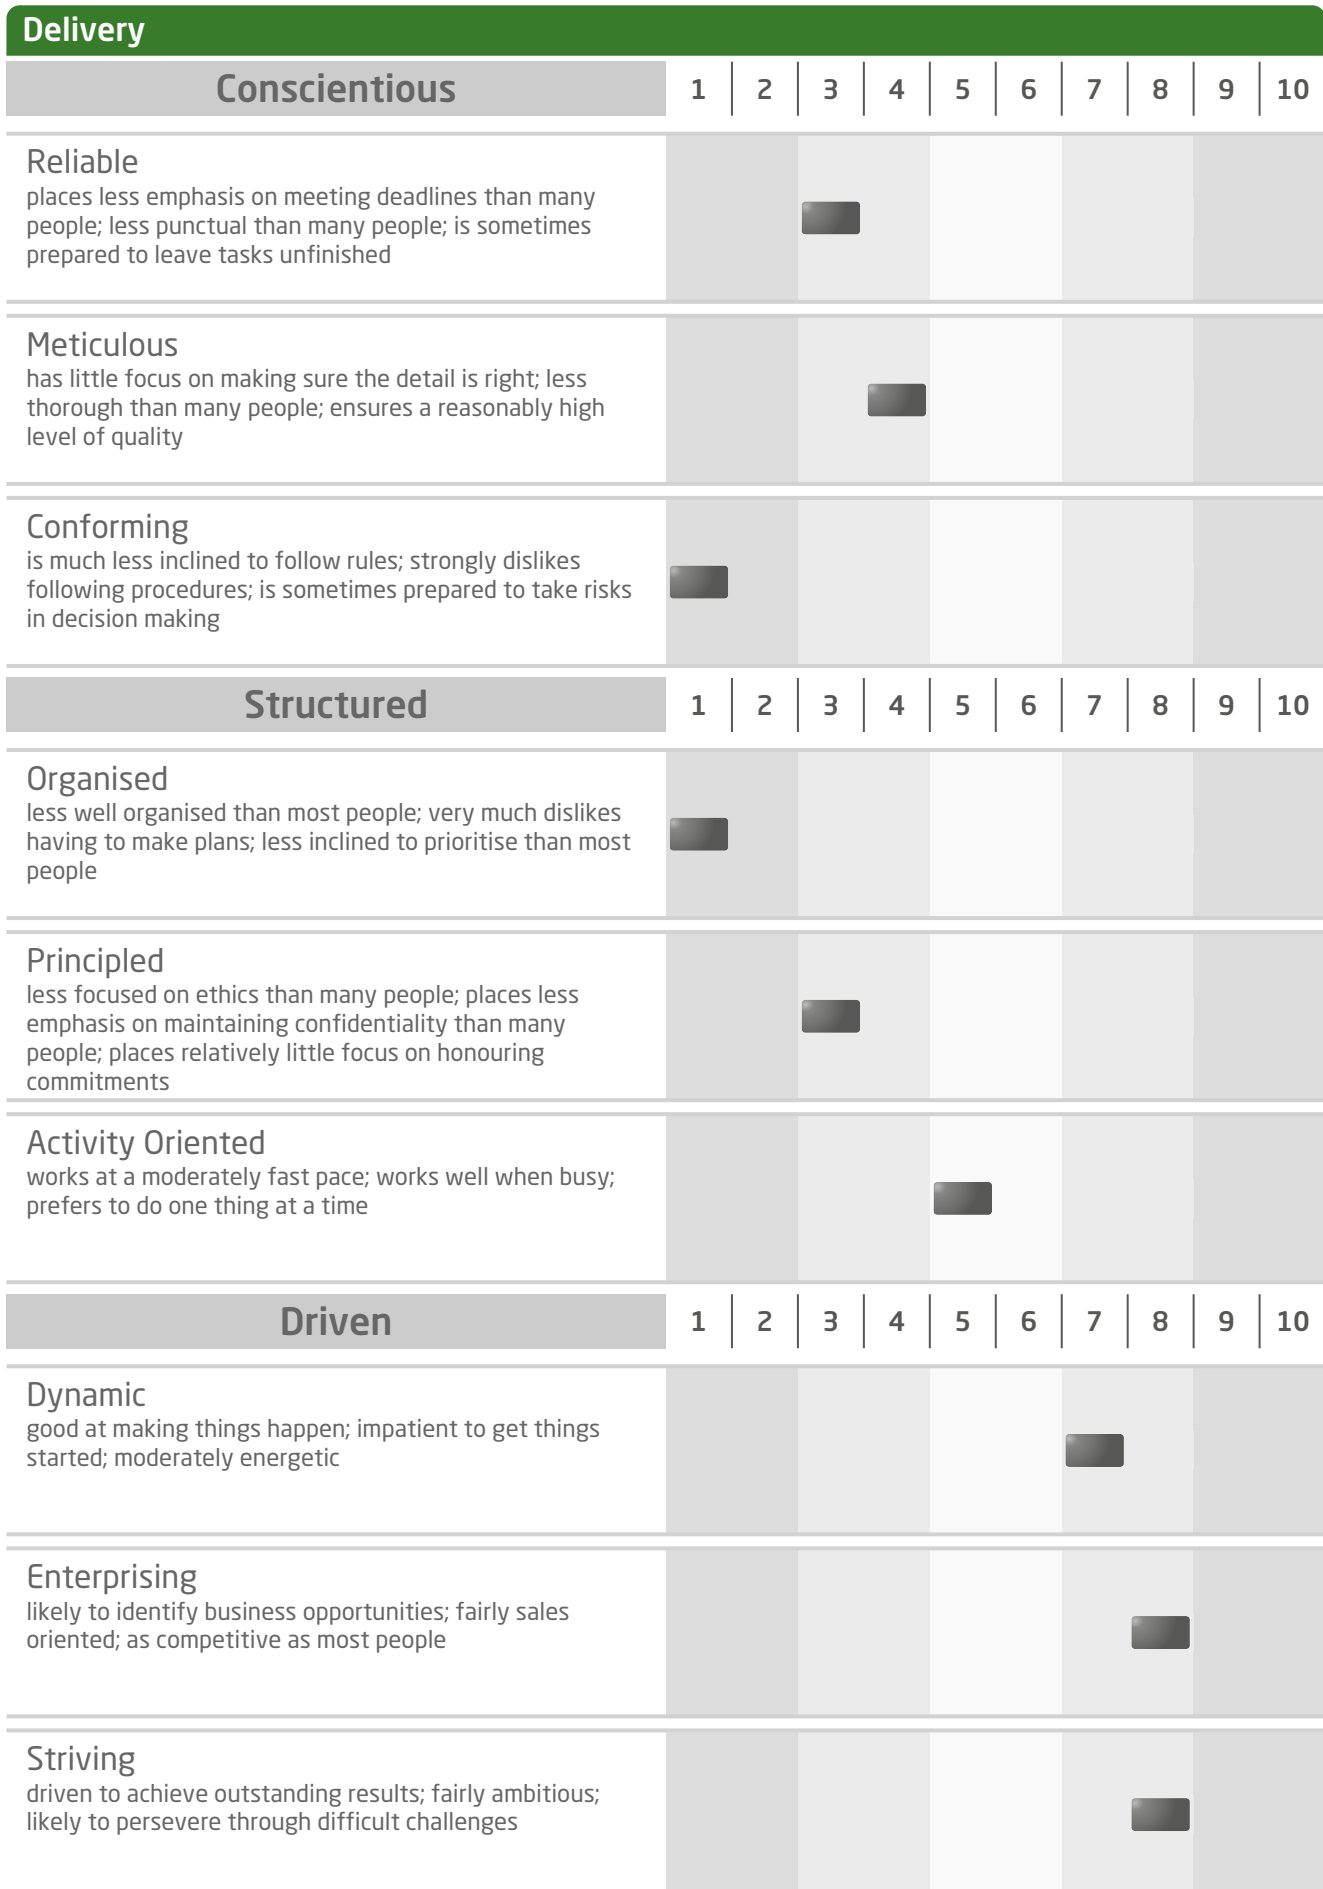 Delivery
Conscientious 1 2 3 4 5 6 7 8 9 10
Reliable
places less emphasis on meeting deadlines than many
people; less punctual than many people; is sometimes
prepared to leave tasks unfinished
Meticulous
has little focus on making sure the detail is right; less
thorough than many people; ensures a reasonably high
level of quality
Conforming
is much less inclined to follow rules; strongly dislikes
following procedures; is sometimes prepared to take risks
in decision making
Structured 1 2 3 4 5 6 7 8 9 10
Organised
less well organised than most people; very much dislikes
having to make plans; less inclined to prioritise than most
people
Principled
less focused on ethics than many people; places less
emphasis on maintaining confidentiality than many
people; places relatively little focus on honouring
commitments
Activity Oriented
works at a moderately fast pace; works well when busy;
prefers to do one thing at a time
Driven 1 2 3 4 5 6 7 8 9 10
Dynamic
good at making things happen; impatient to get things
started; moderately energetic
Enterprising
likely to identify business opportunities; fairly sales
oriented; as competitive as most people
Striving
driven to achieve outstanding results; fairly ambitious;
likely to persevere through difficult challenges